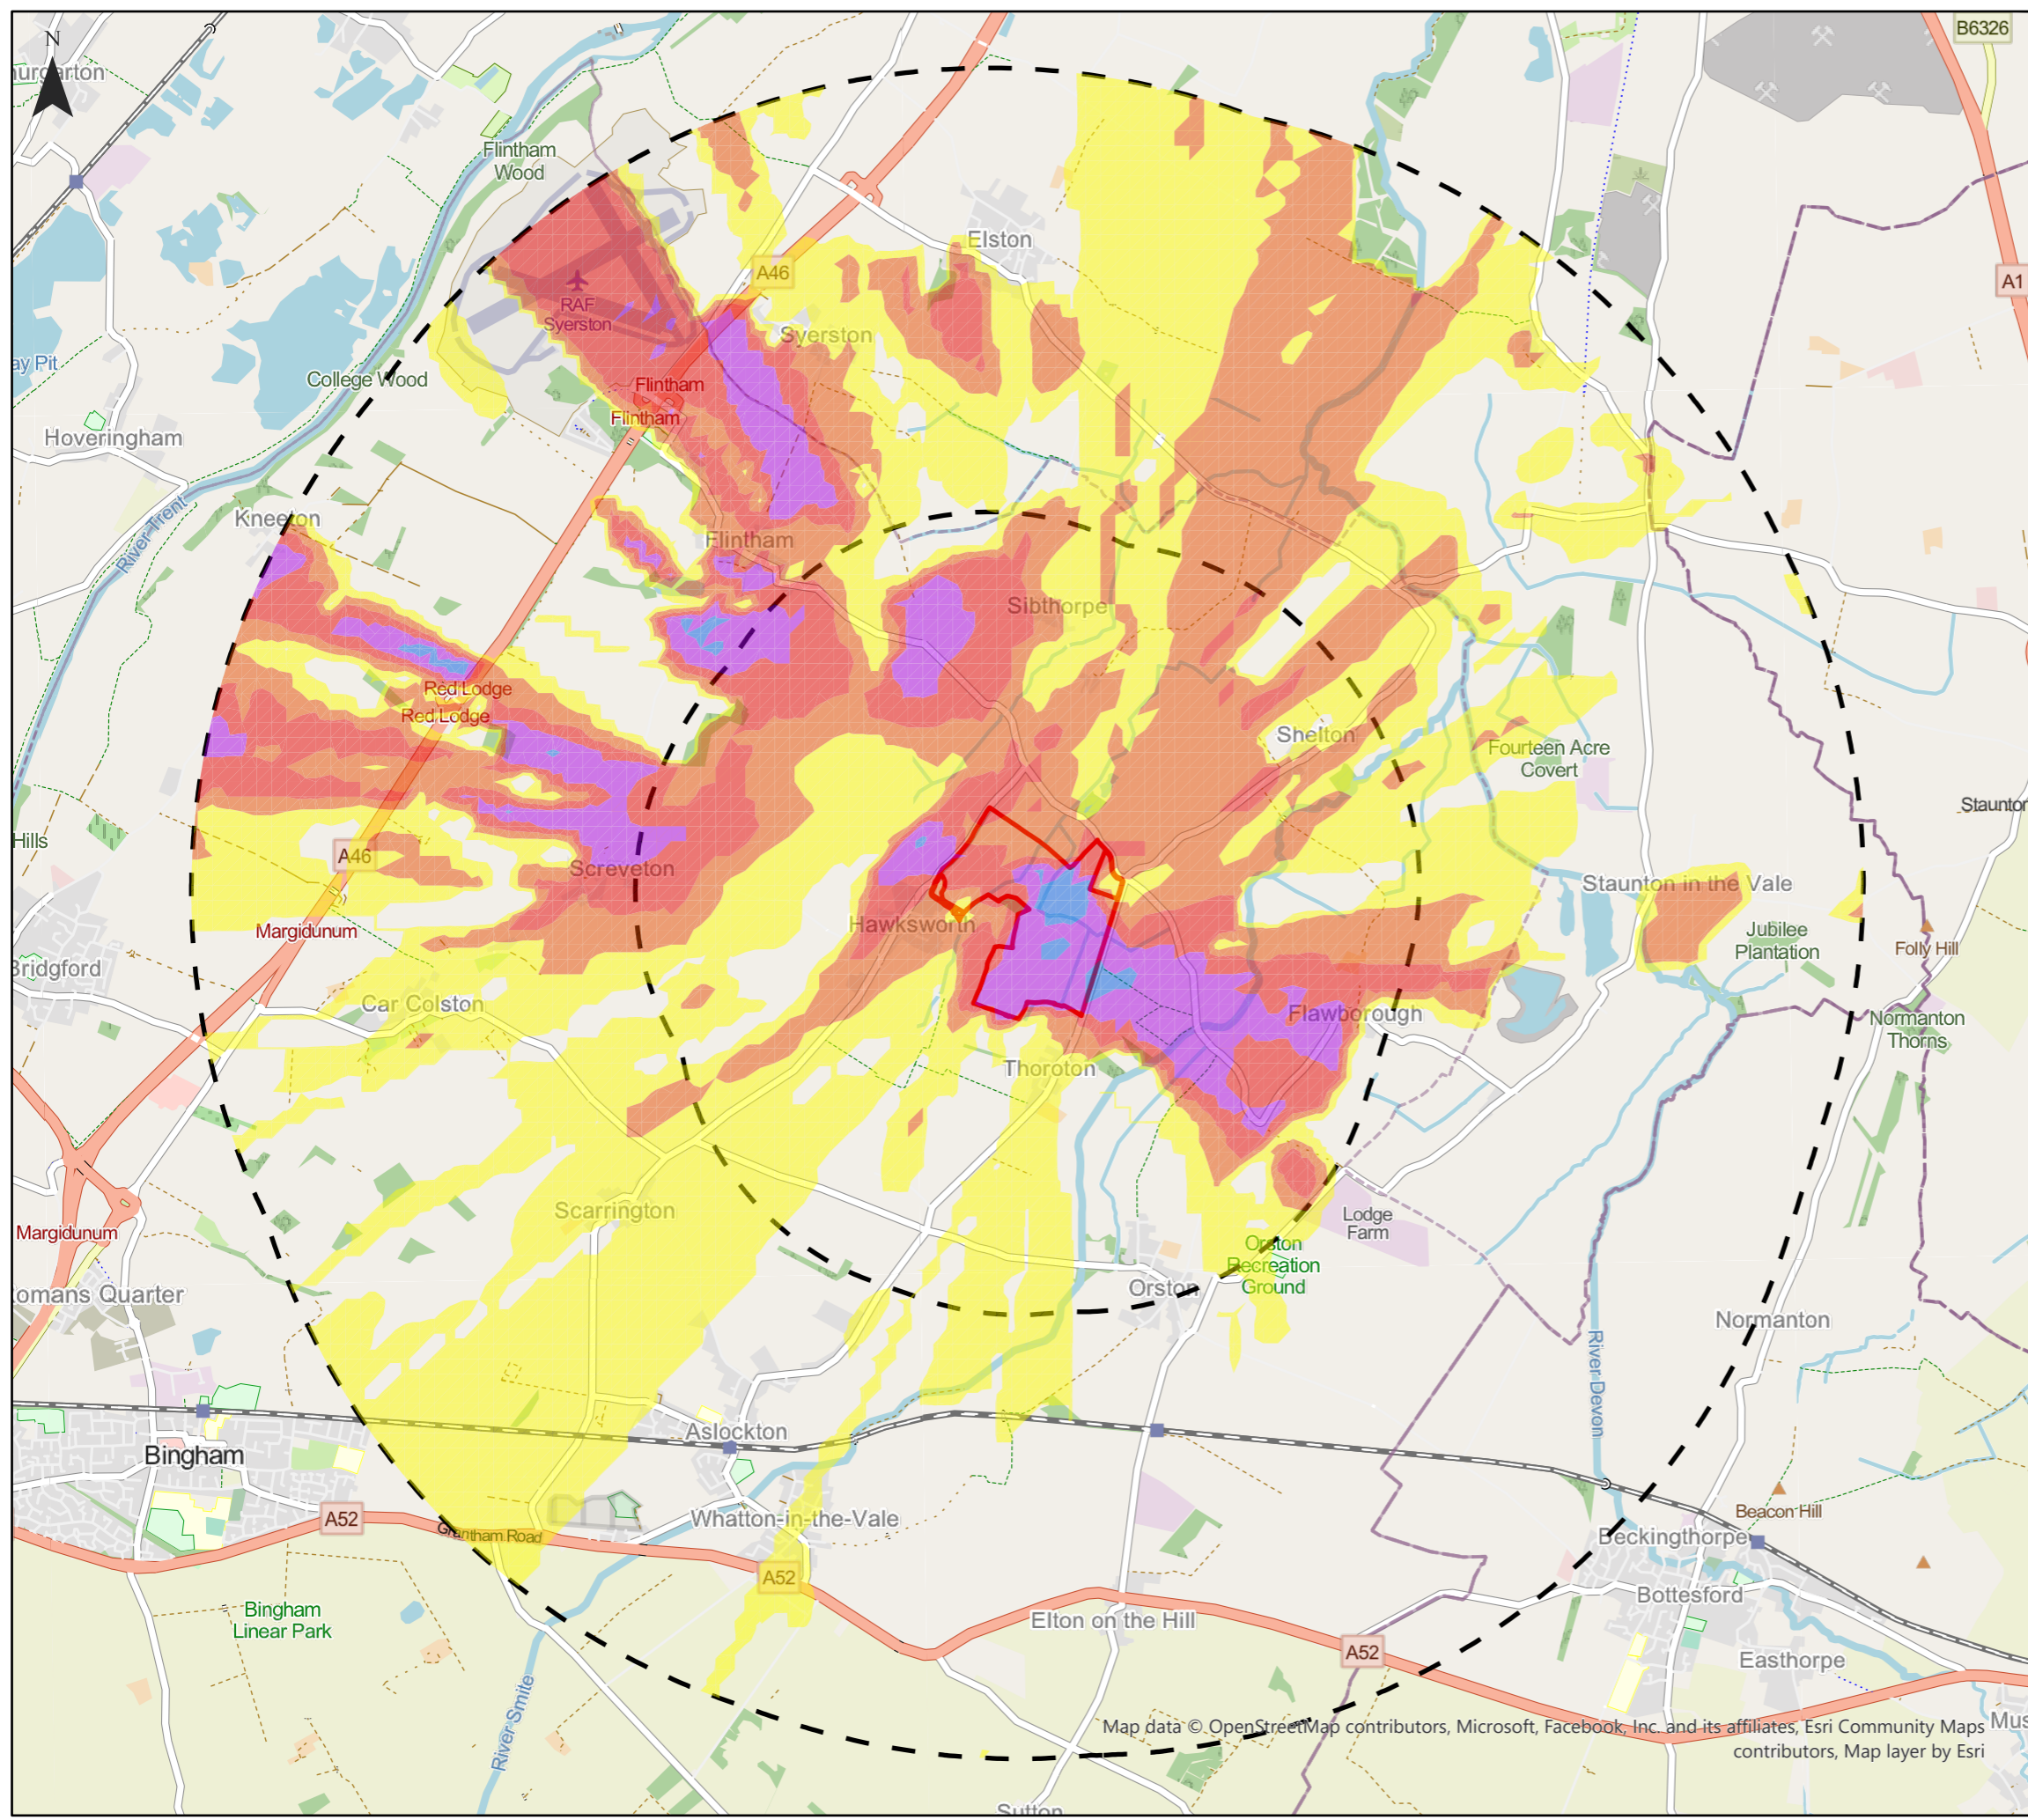 B6326
N
urgarton
Flintham
Wood
Elston
A46
A1
RAF
Syerston
Syerston
ay Pit
College Wood
Flintham
Flintham
Hoveringham
Kneeton
River Trent
Flintham
Sibthorpe
Red Lodge
Red Lodge
Shelton
Fourteen Acre
Covert
Staunton
Hills
A46
Screveton
Staunton in the Vale
Hawksworth
Margidunum
Jubilee
Plantation
Folly Hill
Bridgford
Car Colston
Flawborough
Normanton
Thorns
Thoroton
Scarrington
Lodge
Farm
Margidunum
Orston
Recreation
Ground
Orston
omans Quarter
Normanton
River Devon
Aslockton
Bingham
A52
Whatton-in-the-Vale
Grantham Road
Beacon Hill
Beckingthorpe
A52
Bottesford
Bingham
Linear Park
Elton on the Hill
A52
Easthorpe
River Smite
Mus
Map data © OpenStreetMap contributors, Microsoft, Facebook, Inc. and its affiliates, Esri Community Maps
contributors, Map layer by Esri
Sutton